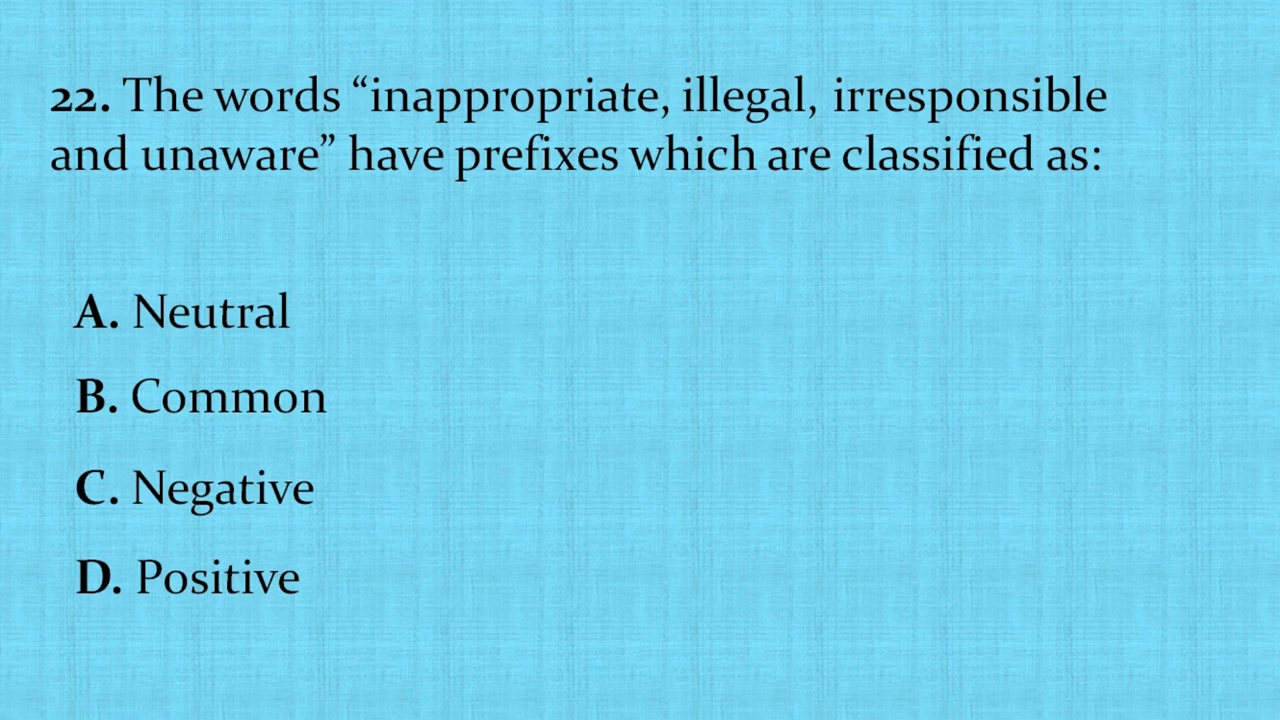 22. The words “inappropriate, illegal, irresponsible
and unaware” have prefixes which are classified as:
A. Neutral
B. Common
C. Negative
D. Positive